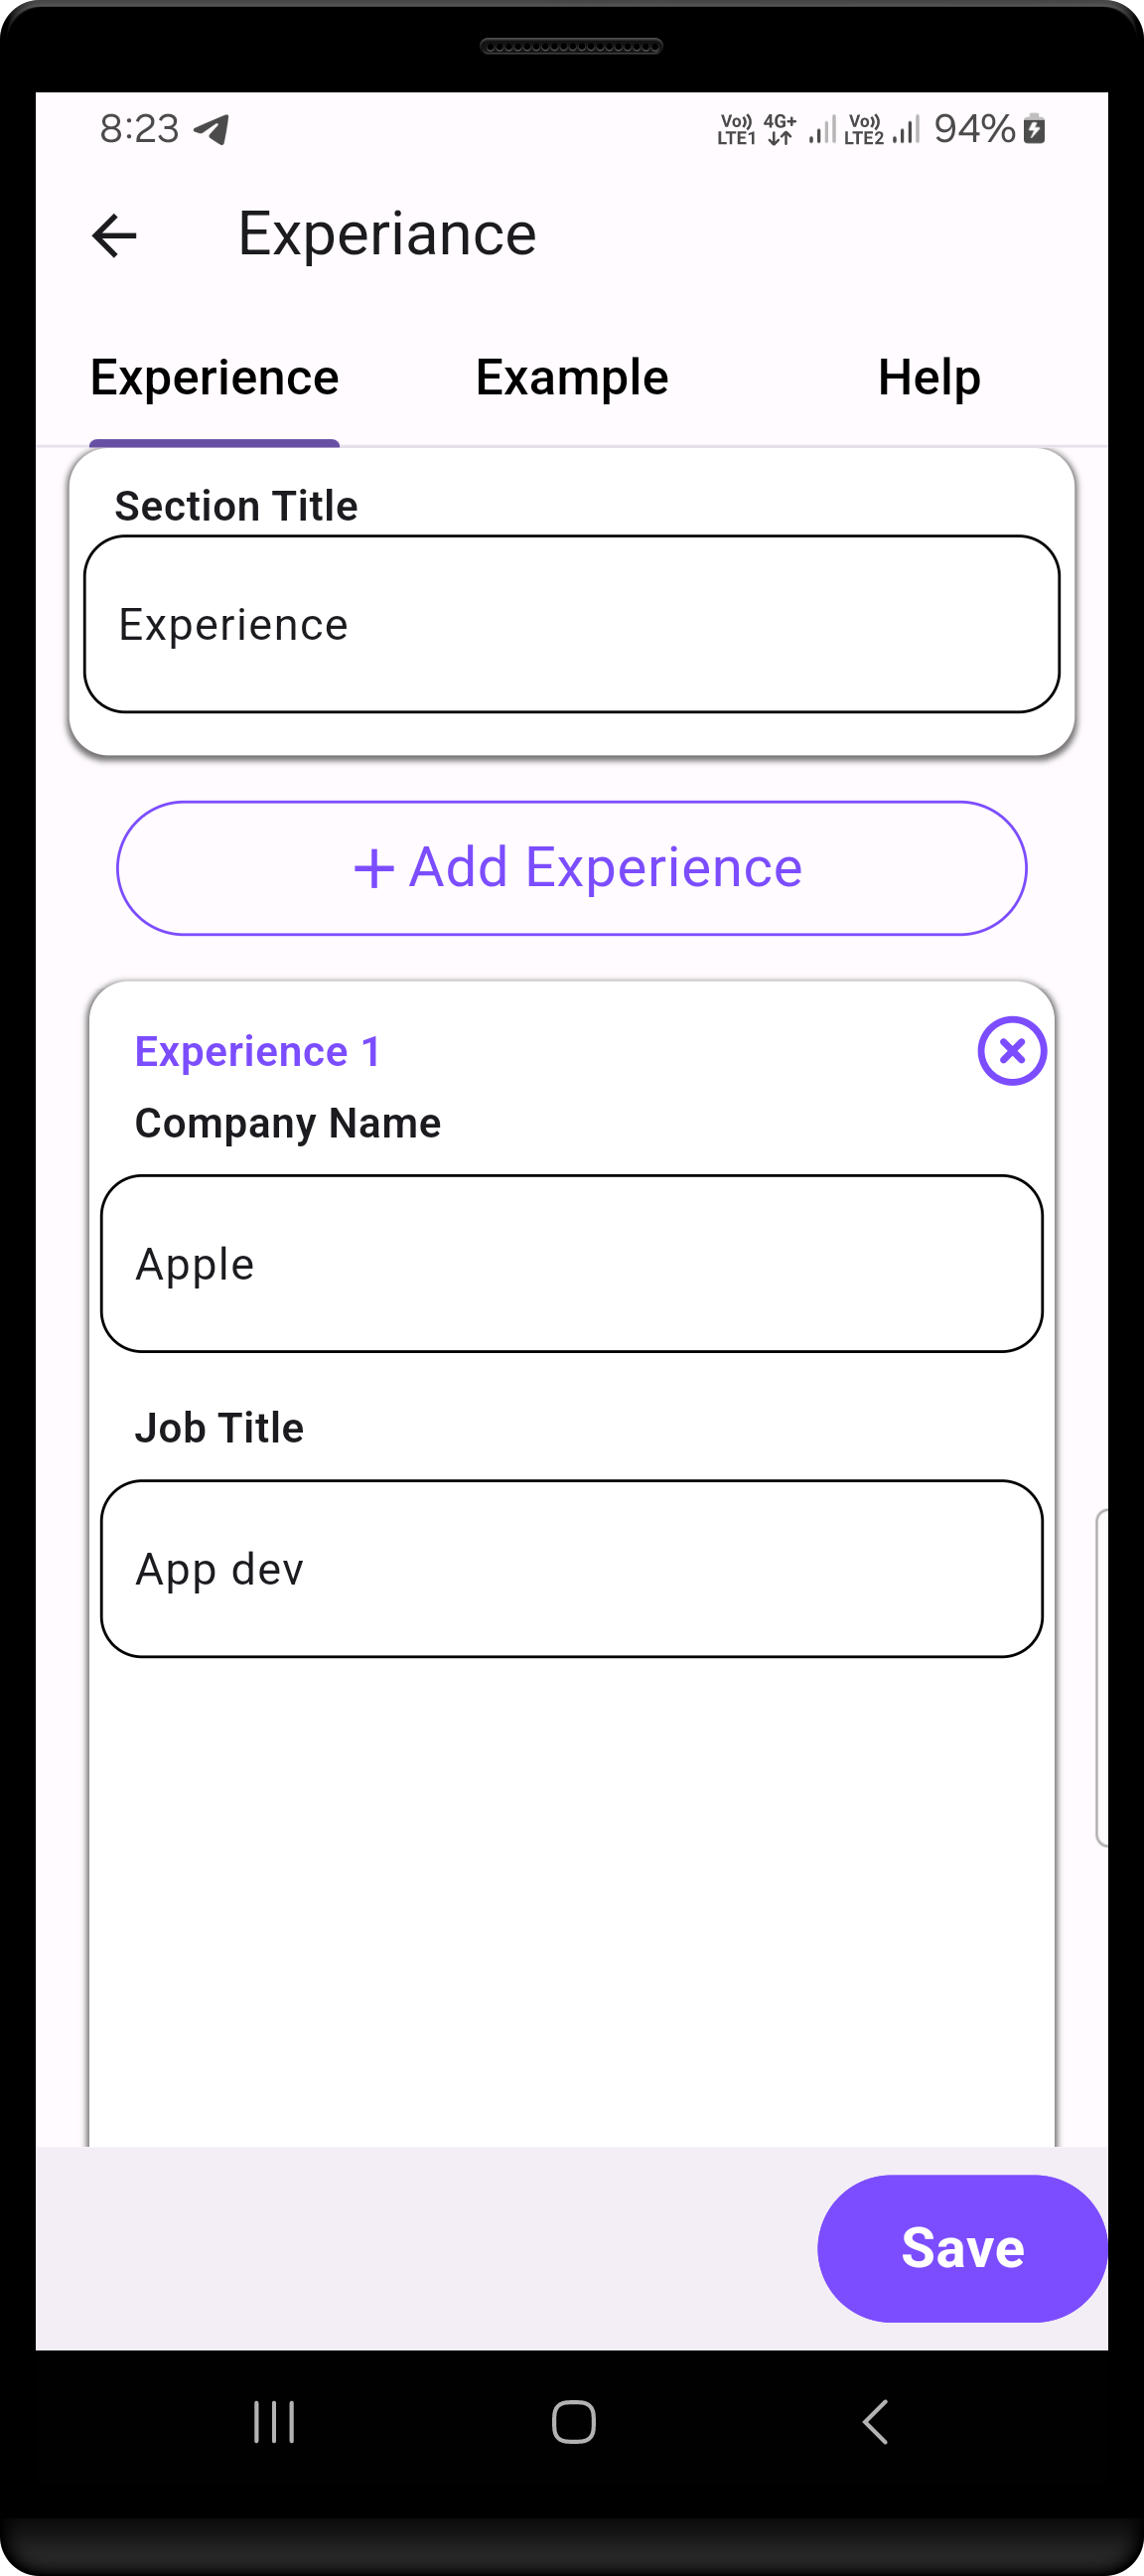 8:23 Vo)) LTE1 4G+ Vo)) LTE2 94%
Experiance
Experience Example Help
Section Title
Experience
+ Add Experience
Experience 1
Company Name
Apple
Job Title
App dev
Save